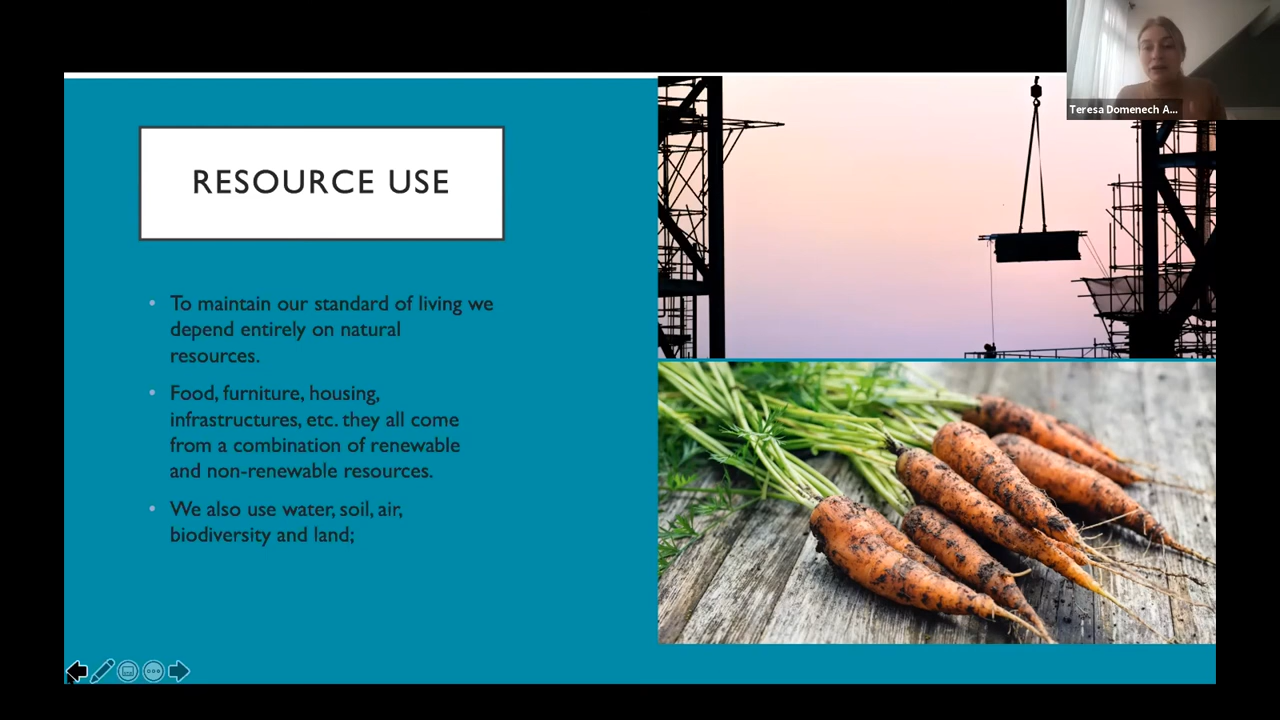 Teresa Domenech A...
RESOURCE USE
• To maintain our standard of living we
depend entirely on natural
resources.
• Food, furniture, housing,
infrastructures, etc. they all come
from a combination of renewable
and non-renewable resources.
• We also use water, soil, air,
biodiversity and land;